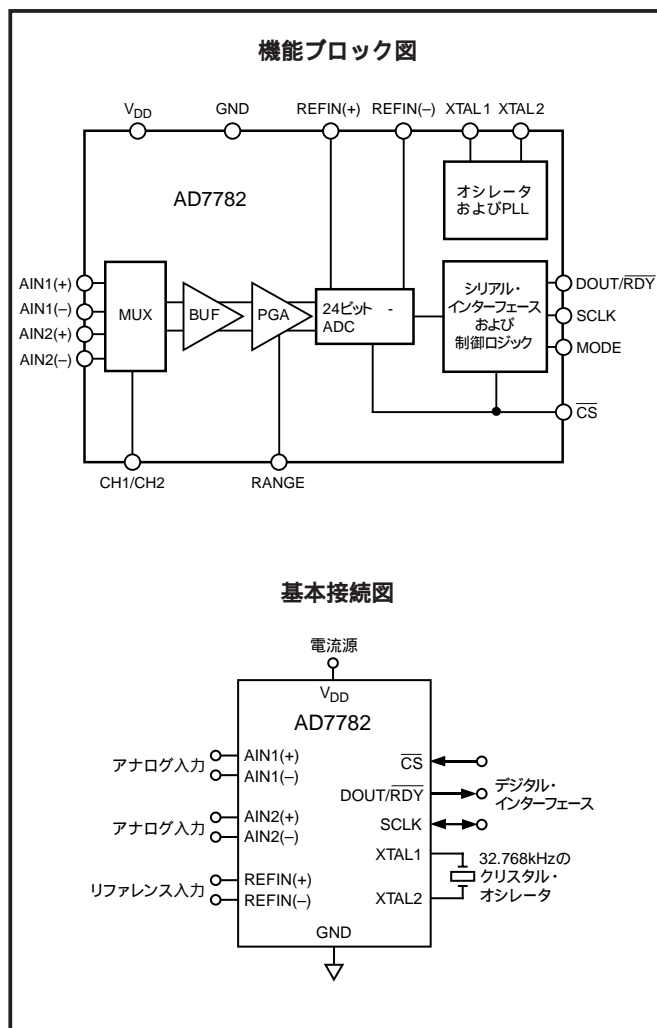 機能ブロック図
VDD
GND
REFIN(+)
REFIN(–)
XTAL1
XTAL2
AD7782
オシレータ
およびPLL
AIN1(+)
AIN1(–)
AIN2(+)
AIN2(–)
MUX
BUF
PGA
24ビット -
ADC
シリアル・
インターフェース
および
制御ロジック
DOUT/RDY
SCLK
MODE
CS
CH1/CH2
RANGE
基本接続図
電流源
VDD
AD7782
アナログ入力
AIN1(+)
AIN1(–)
アナログ入力
AIN2(+)
AIN2(–)
リファレンス入力
REFIN(+)
REFIN(–)
GND
CS
DOUT/RDY
SCLK
デジタル・
インターフェース
XTAL1
XTAL2
32.768kHzの
クリスタル・
オシレータ